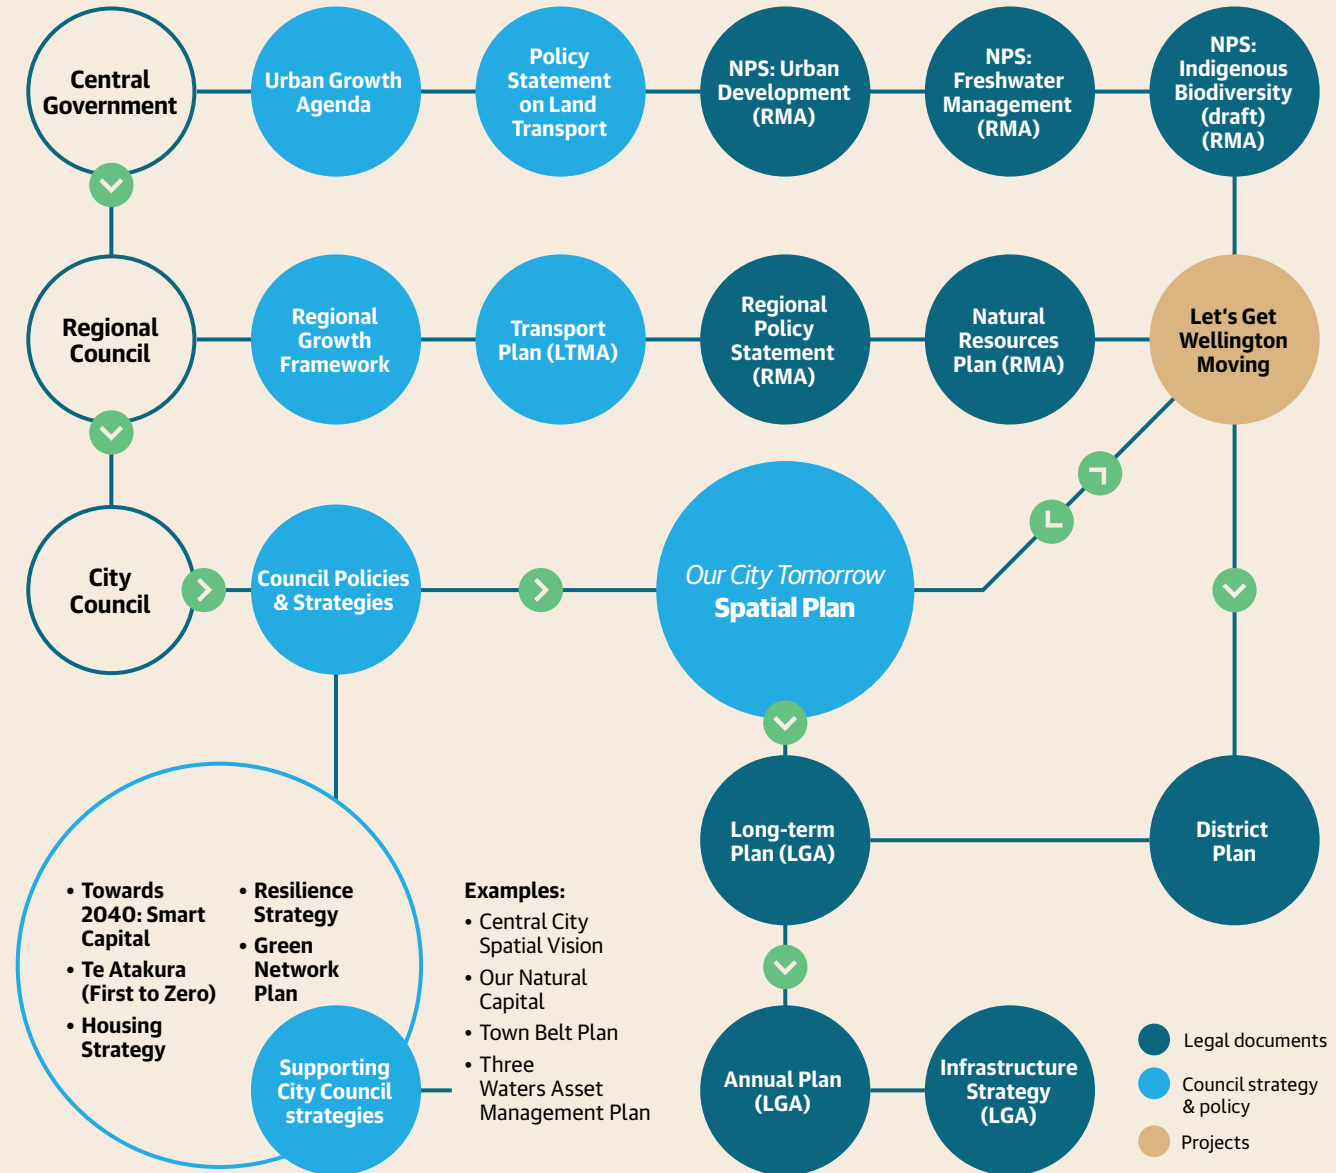 Central
Government
Urban Growth
Agenda
Policy
Statement
on Land
Transport
NPS: Urban
Development
(RMA)
NPS:
Freshwater
Management
(RMA)
NPS:
Indigenous
Biodiversity
(draft)
(RMA)
Regional
Council
Regional
Growth
Framework
Transport
Plan (LTMA)
Regional
Policy
Statement
(RMA)
Natural
Resources
Plan (RMA)
Let's Get
Wellington
Moving
City
Council
Council Policies
& Strategies
Our City Tomorrow
Spatial Plan
Long-term
Plan (LGA)
District
Plan
• Towards
2040: Smart
Capital
• Te Atakura
(First to Zero)
• Housing
Strategy
• Resilience
Strategy
• Green
Network
Plan
Supporting
City Council
strategies
Examples:
• Central City
Spatial Vision
• Our Natural
Capital
• Town Belt Plan
• Three
Waters Asset
Management Plan
Annual Plan
(LGA)
Infrastructure
Strategy
(LGA)
Legal documents
Council strategy
& policy
Projects